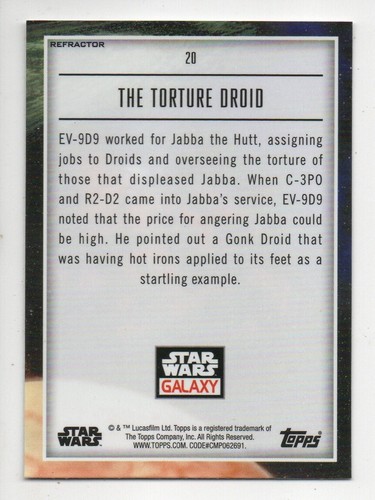 REFRACTOR
20
THE TORTURE DROID
EV-9D9 worked for Jabba the Hutt, assigning
jobs to Droids and overseeing the torture of
those that displeased Jabba. When C-3PO
and R2-D2 came into Jabba's service, EV-9D9
noted that the price for angering Jabba could
be high. He pointed out a Gonk Droid that
was having hot irons applied to its feet as a
startling example.
STAR
WARS
GALAXY
STAR
WARS
© & ™ Lucasfilm Ltd. Topps is a registered trademark of
The Topps Company, Inc. All Rights Reserved.
WWW.TOPPS.COM. CODE#CMP062691.
Topps